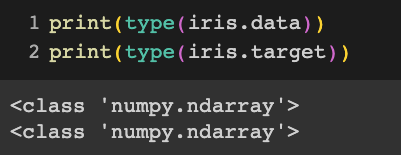 1 print(type(iris.data))
2 print(type(iris.target))
<class 'numpy.ndarray'>
<class 'numpy.ndarray'>